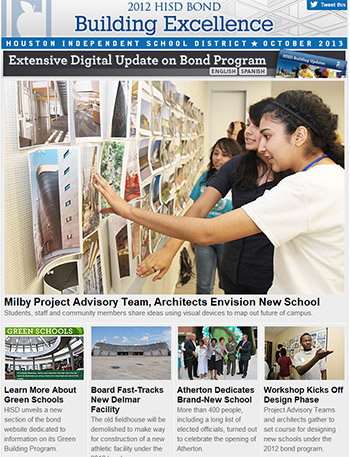 2012 HISD BOND
Tweet this
Building Excellence
HOUSTON INDEPENDENT SCHOOL DISTRICT ★ OCTOBER 2013
Extensive Digital Update on Bond Program
ENGLISH SPANISH
Milby Project Advisory Team, Architects Envision New School
Students, staff and community members share ideas using visual devices to map out future of campus.
GREEN SCHOOLS
Learn More About
Green Schools
HISD unveils a new
section of the bond
website dedicated to
information on its Green
Building Program.
Board Fast-Tracks
New Delmar
Facility
The old fieldhouse will be
demolished to make way
for construction of a new
athletic facility under the
Atherton Dedicates
Brand-New School
More than 400 people,
including a long list of
elected officials, turned out
to celebrate the opening of
Atherton.
Workshop Kicks Off
Design Phase
Project Advisory Teams
and architects gather to
set course for designing
new schools under the
2012 bond program.